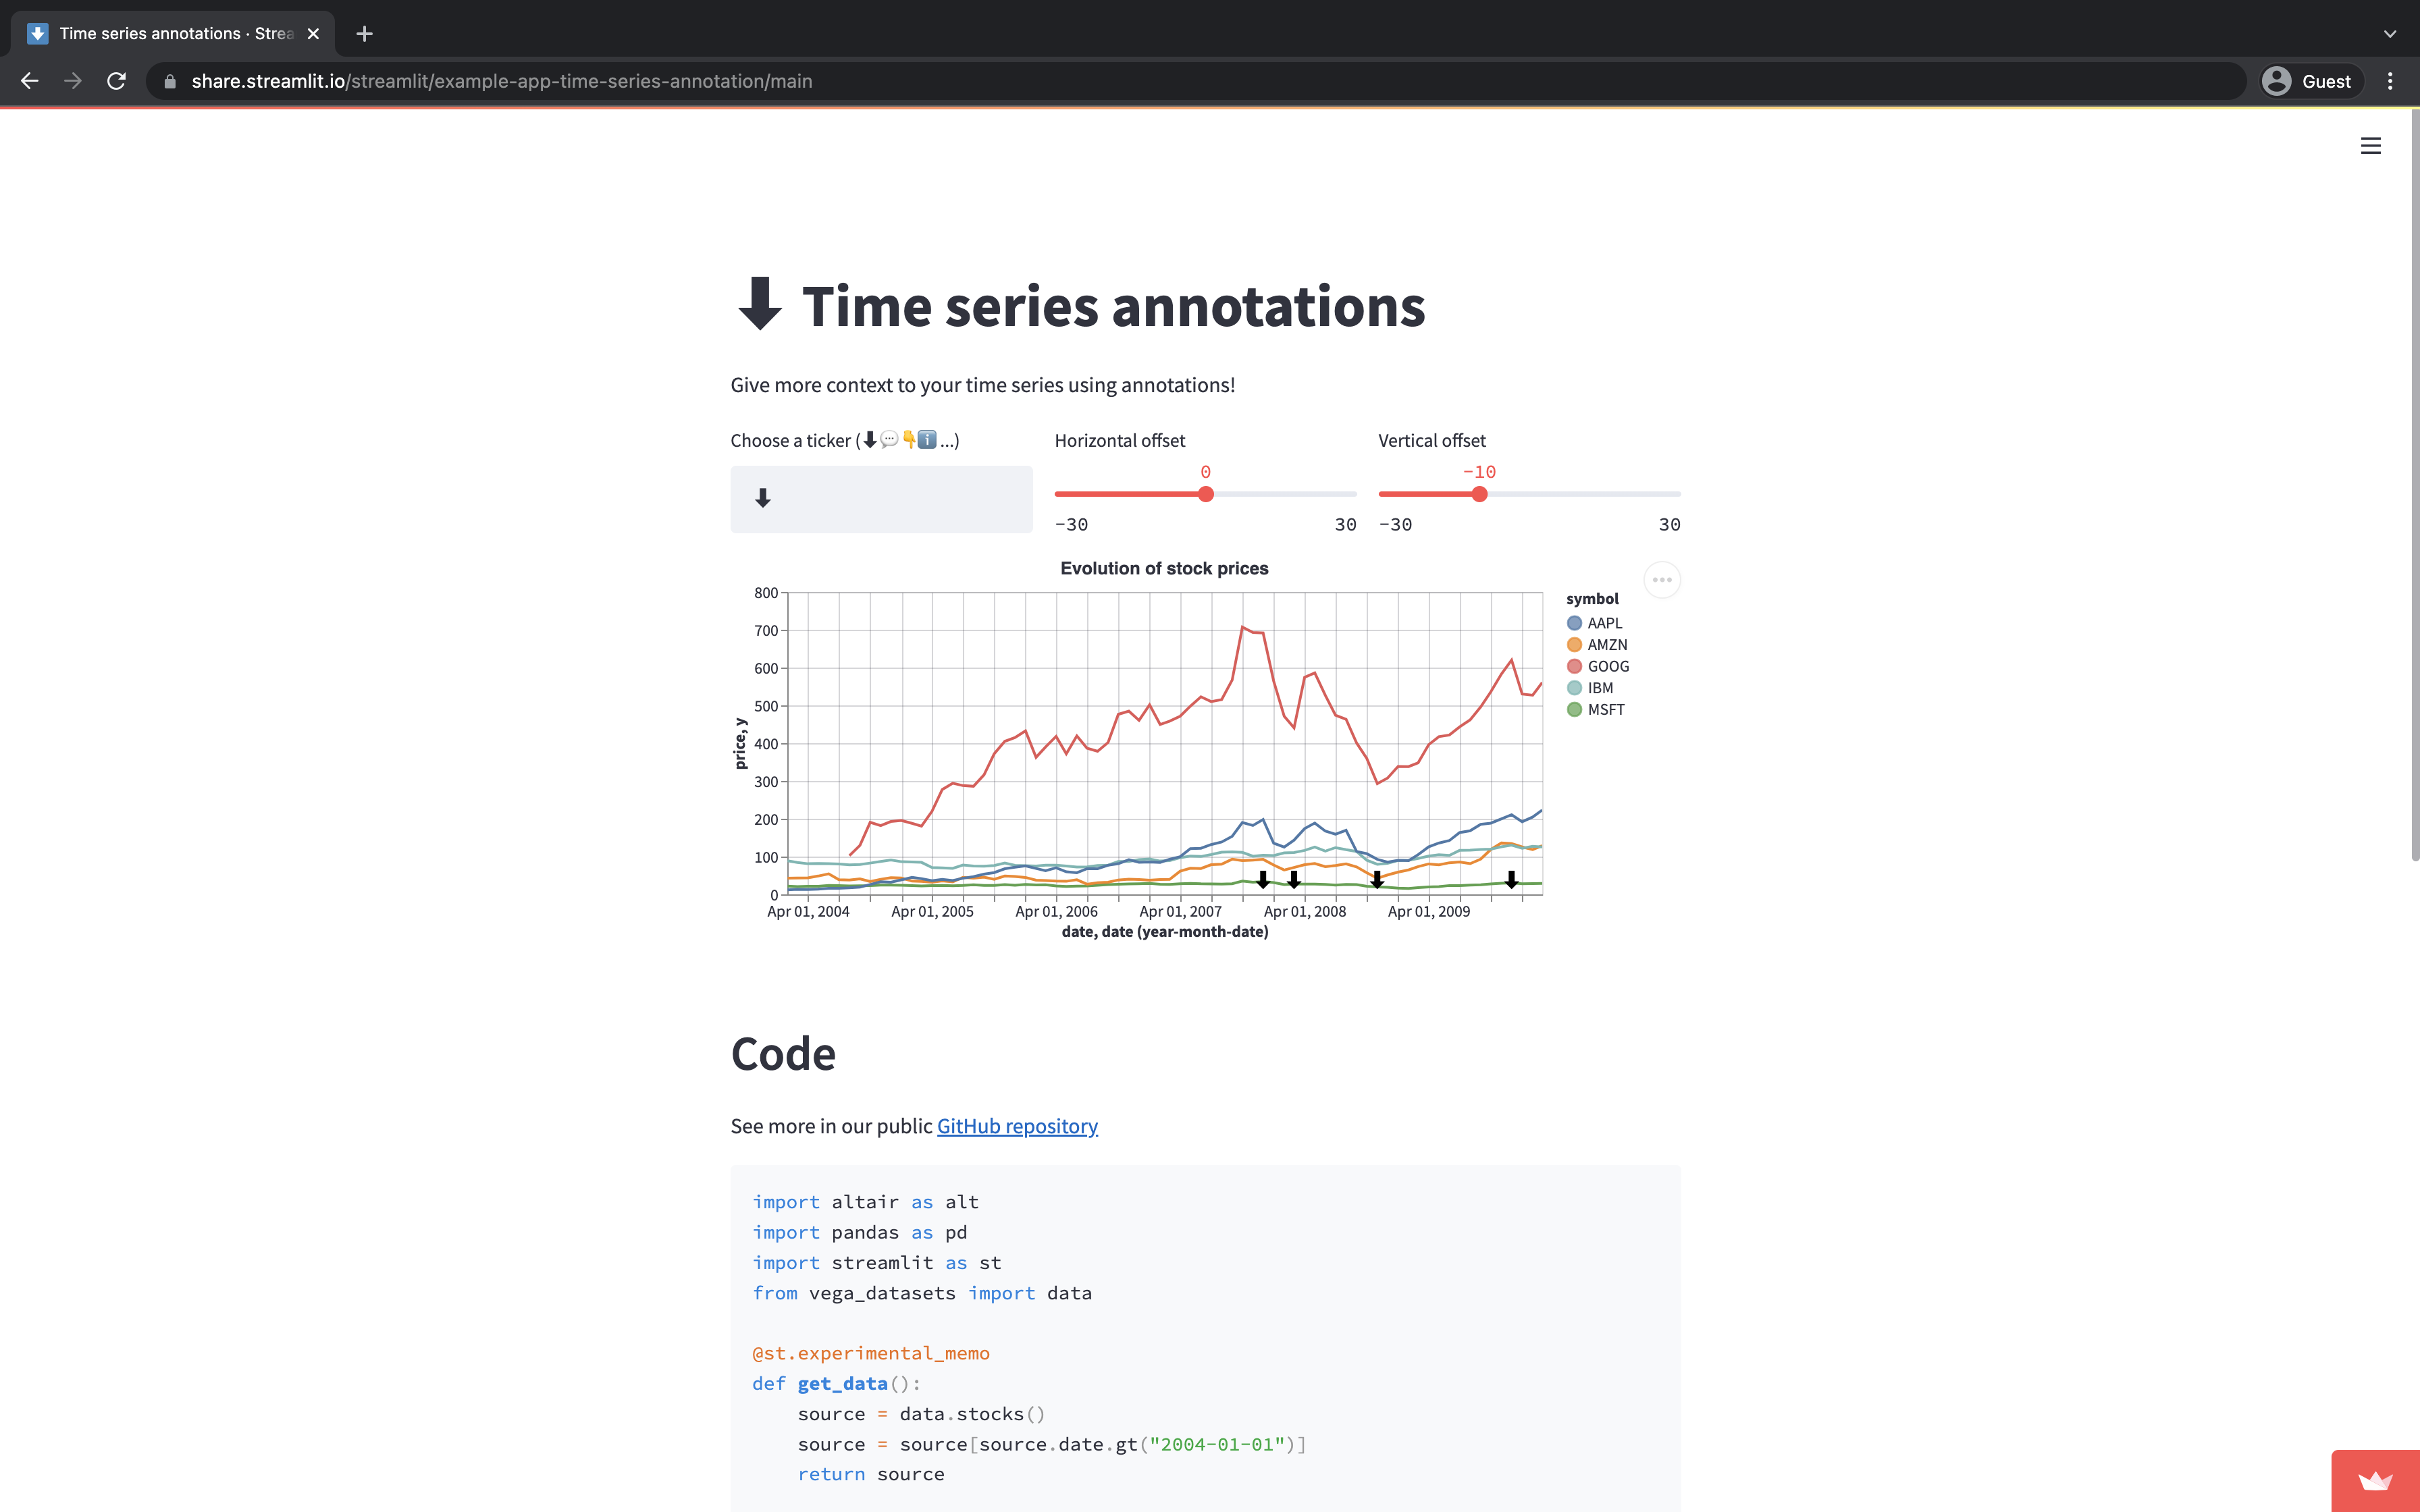 Time series annotations · Strea
share.streamlit.io/streamlit/example-app-time-series-annotation/main
Guest
⬇ Time series annotations
Give more context to your time series using annotations!
Choose a ticker (⬇💬👇ℹ️ ...)
⬇
Horizontal offset
0
-30 30
Vertical offset
-10
-30 30
Evolution of stock prices
800
700
600
500
400
300
200
100
0
price, y
Apr 01, 2004 Apr 01, 2005 Apr 01, 2006 Apr 01, 2007 Apr 01, 2008 Apr 01, 2009
date, date (year-month-date)
symbol
AAPL
AMZN
GOOG
IBM
MSFT
Code
See more in our public GitHub repository
import altair as alt
import pandas as pd
import streamlit as st
from vega_datasets import data
@st.experimental_memo
def get_data():
    source = data.stocks()
    source = source[source.date.gt("2004-01-01")]
    return source